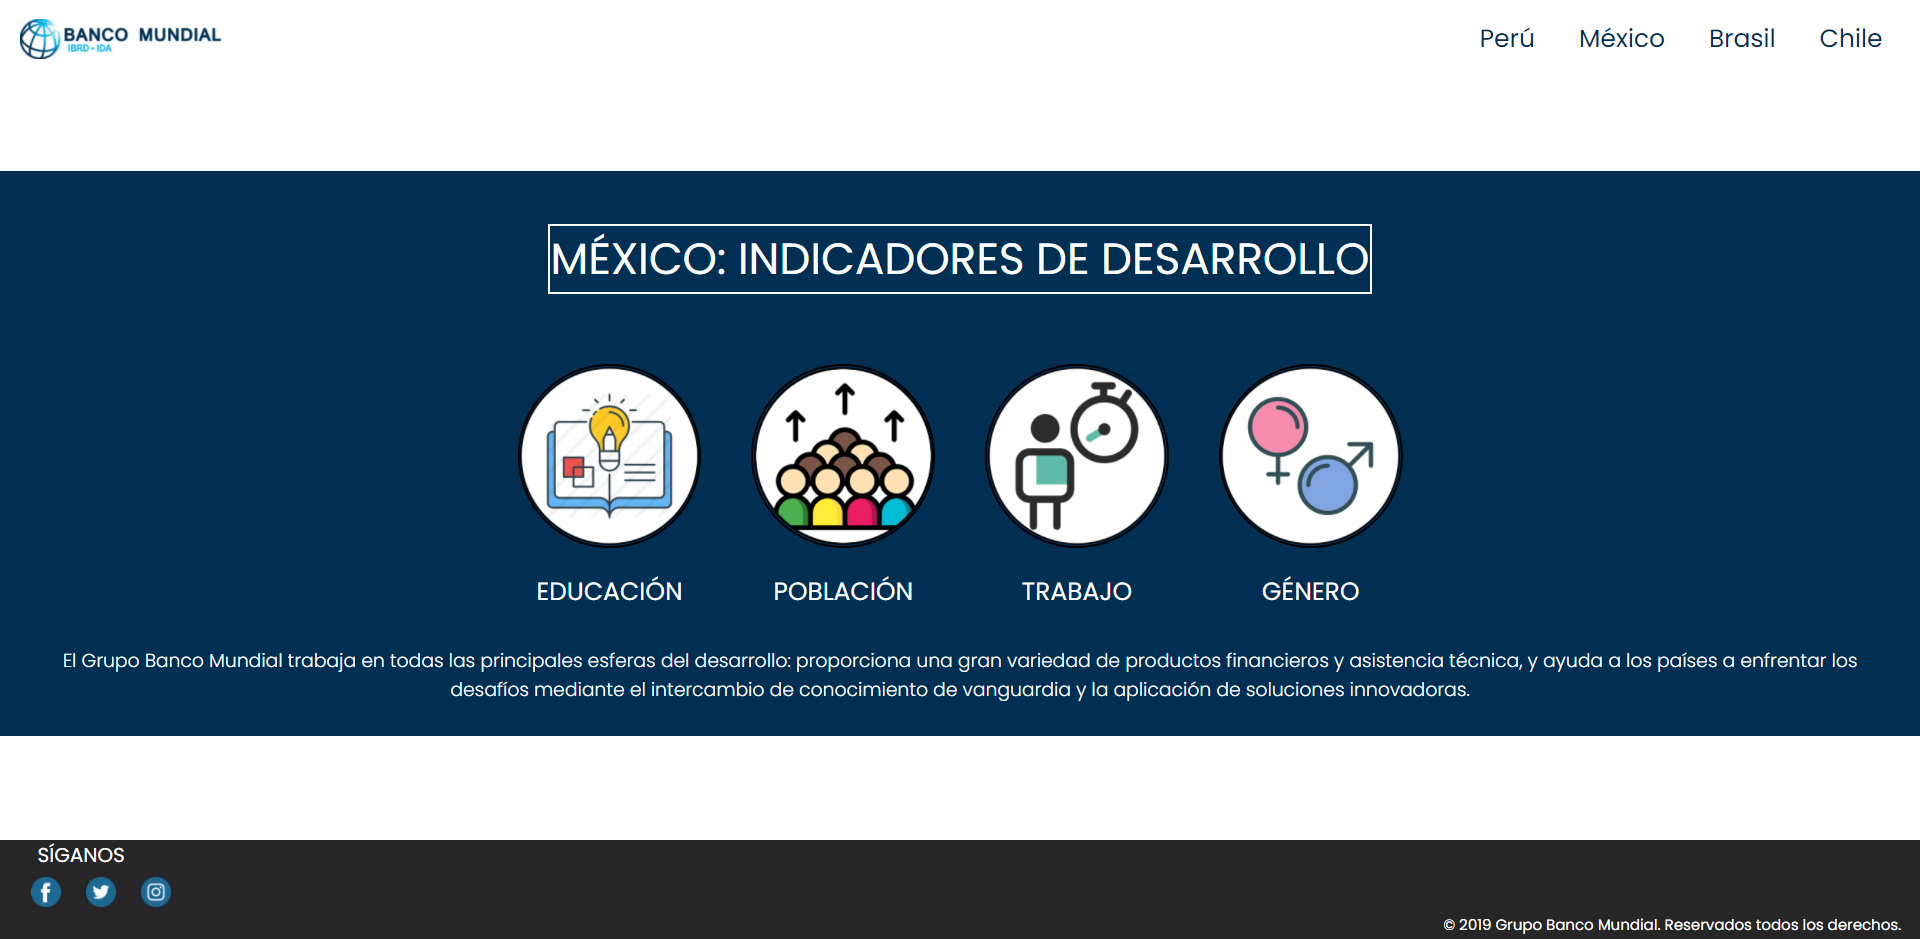 BANCO MUNDIAL
IBRD • IDA
Perú México Brasil Chile
MÉXICO: INDICADORES DE DESARROLLO
EDUCACIÓN POBLACIÓN TRABAJO GÉNERO
El Grupo Banco Mundial trabaja en todas las principales esferas del desarrollo: proporciona una gran variedad de productos financieros y asistencia técnica, y ayuda a los países a enfrentar los
desafíos mediante el intercambio de conocimiento de vanguardia y la aplicación de soluciones innovadoras.
SÍGANOS
© 2019 Grupo Banco Mundial. Reservados todos los derechos.